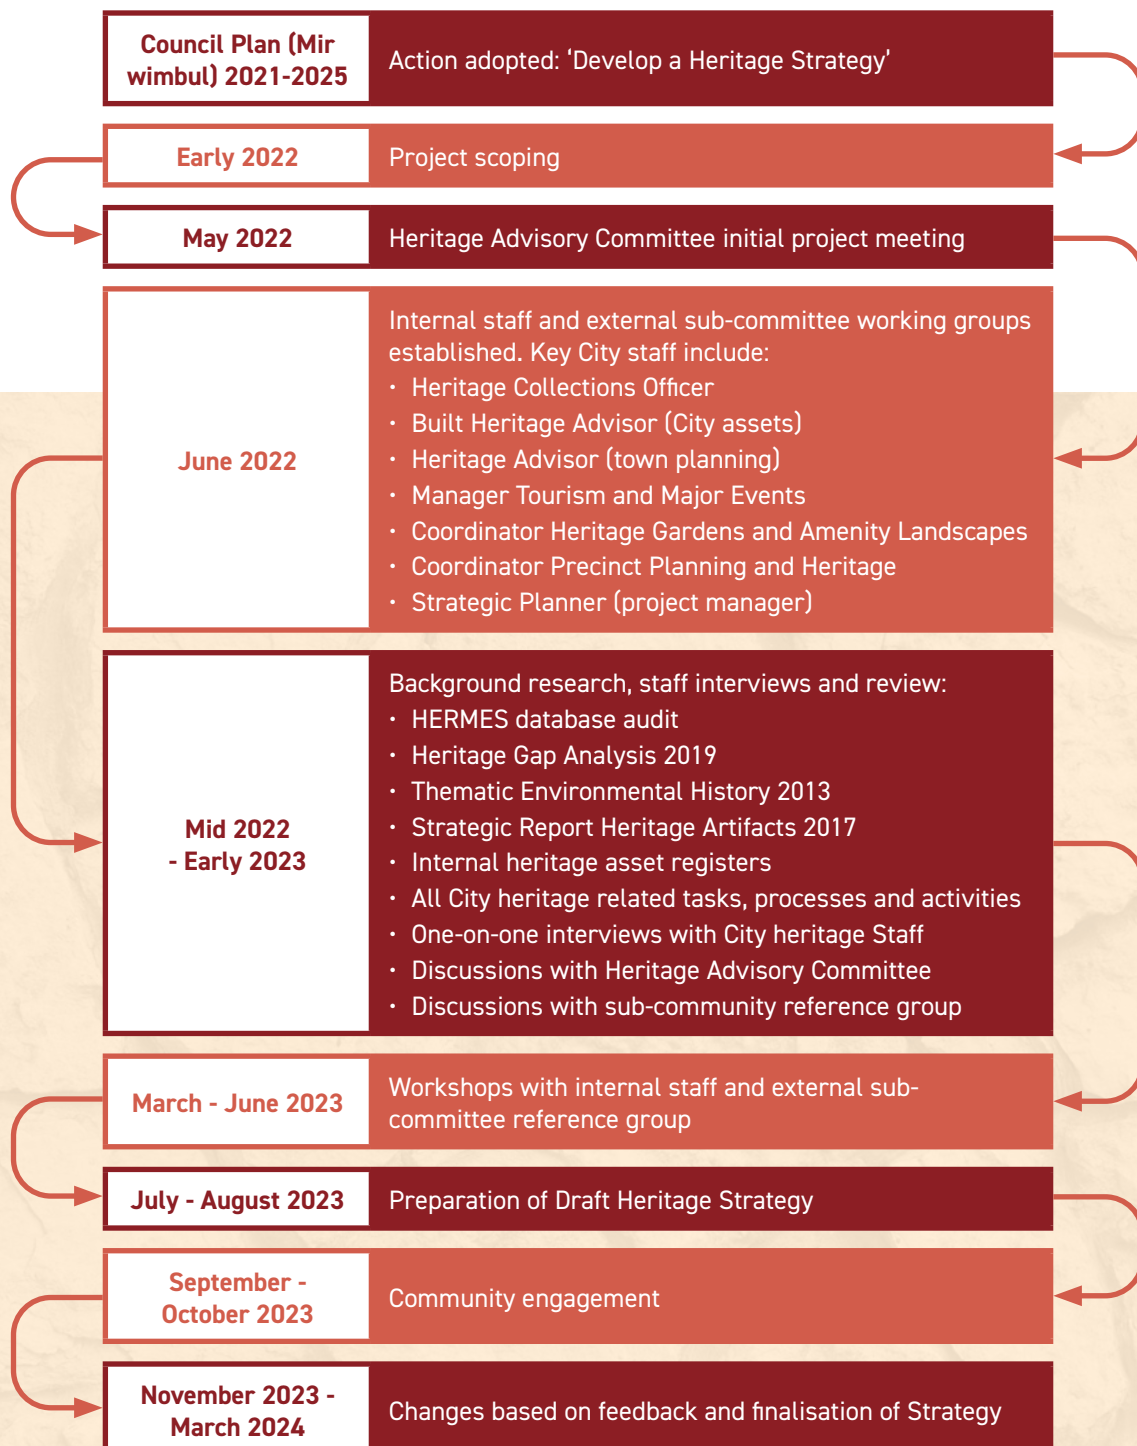 Council Plan (Mir
wimbul) 2021-2025
Action adopted: ‘Develop a Heritage Strategy’
Early 2022
Project scoping
May 2022
Heritage Advisory Committee initial project meeting
June 2022
Internal staff and external sub-committee working groups
established. Key City staff include:
• Heritage Collections Officer
• Built Heritage Advisor (City assets)
• Heritage Advisor (town planning)
• Manager Tourism and Major Events
• Coordinator Heritage Gardens and Amenity Landscapes
• Coordinator Precinct Planning and Heritage
• Strategic Planner (project manager)
Mid 2022
- Early 2023
Background research, staff interviews and review:
• HERMES database audit
• Heritage Gap Analysis 2019
• Thematic Environmental History 2013
• Strategic Report Heritage Artifacts 2017
• Internal heritage asset registers
• All City heritage related tasks, processes and activities
• One-on-one interviews with City heritage Staff
• Discussions with Heritage Advisory Committee
• Discussions with sub-community reference group
March - June 2023
Workshops with internal staff and external sub-
committee reference group
July - August 2023
Preparation of Draft Heritage Strategy
September -
October 2023
Community engagement
November 2023 -
March 2024
Changes based on feedback and finalisation of Strategy